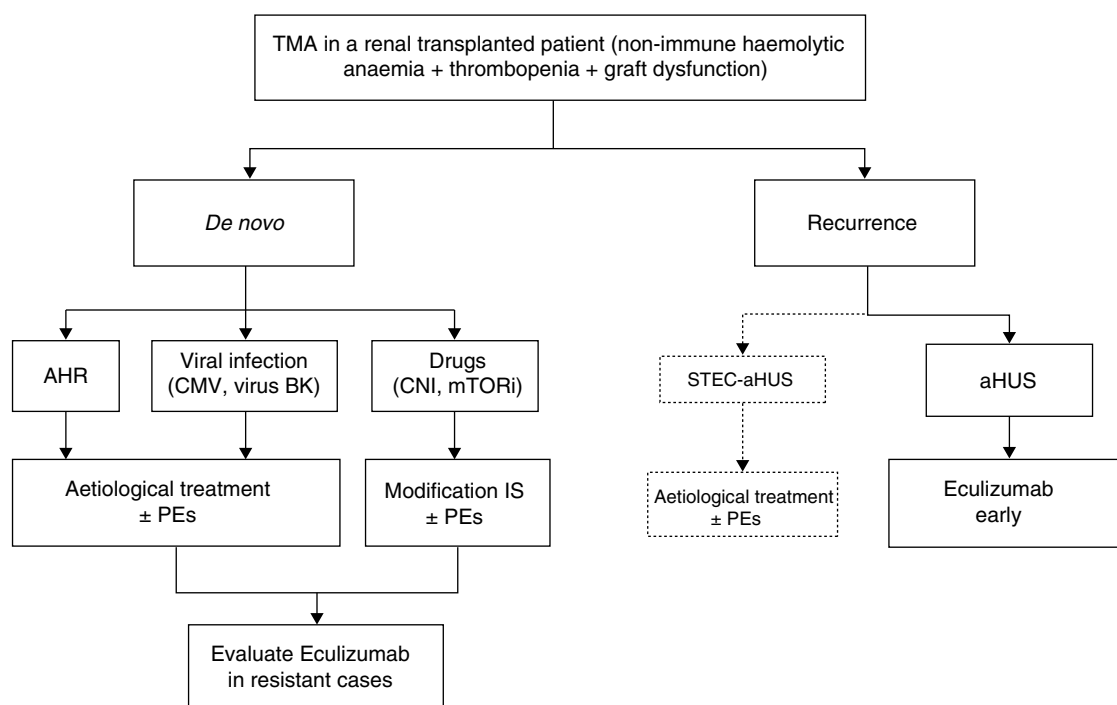 TMA in a renal transplanted patient (non-immune haemolytic
anaemia + thrombopenia + graft dysfunction)
De novo
Recurrence
AHR
Viral infection
(CMV, virus BK)
Drugs
(CNI, mTORi)
STEC-aHUS
aHUS
Aetiological treatment
± PEs
Modification IS
± PEs
Aetiological treatment
± PEs
Eculizumab
early
Evaluate Eculizumab
in resistant cases